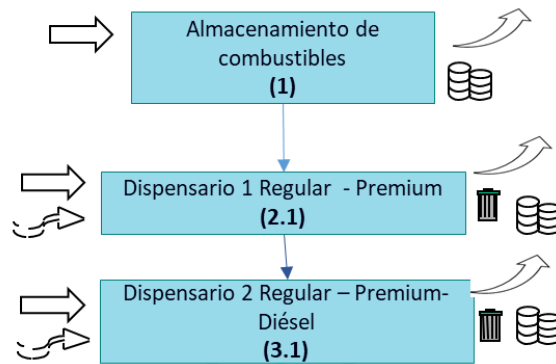 Almacenamiento de
combustibles
(1)
Dispensario 1 Regular - Premium
(2.1)
Dispensario 2 Regular – Premium-
Diésel
(3.1)